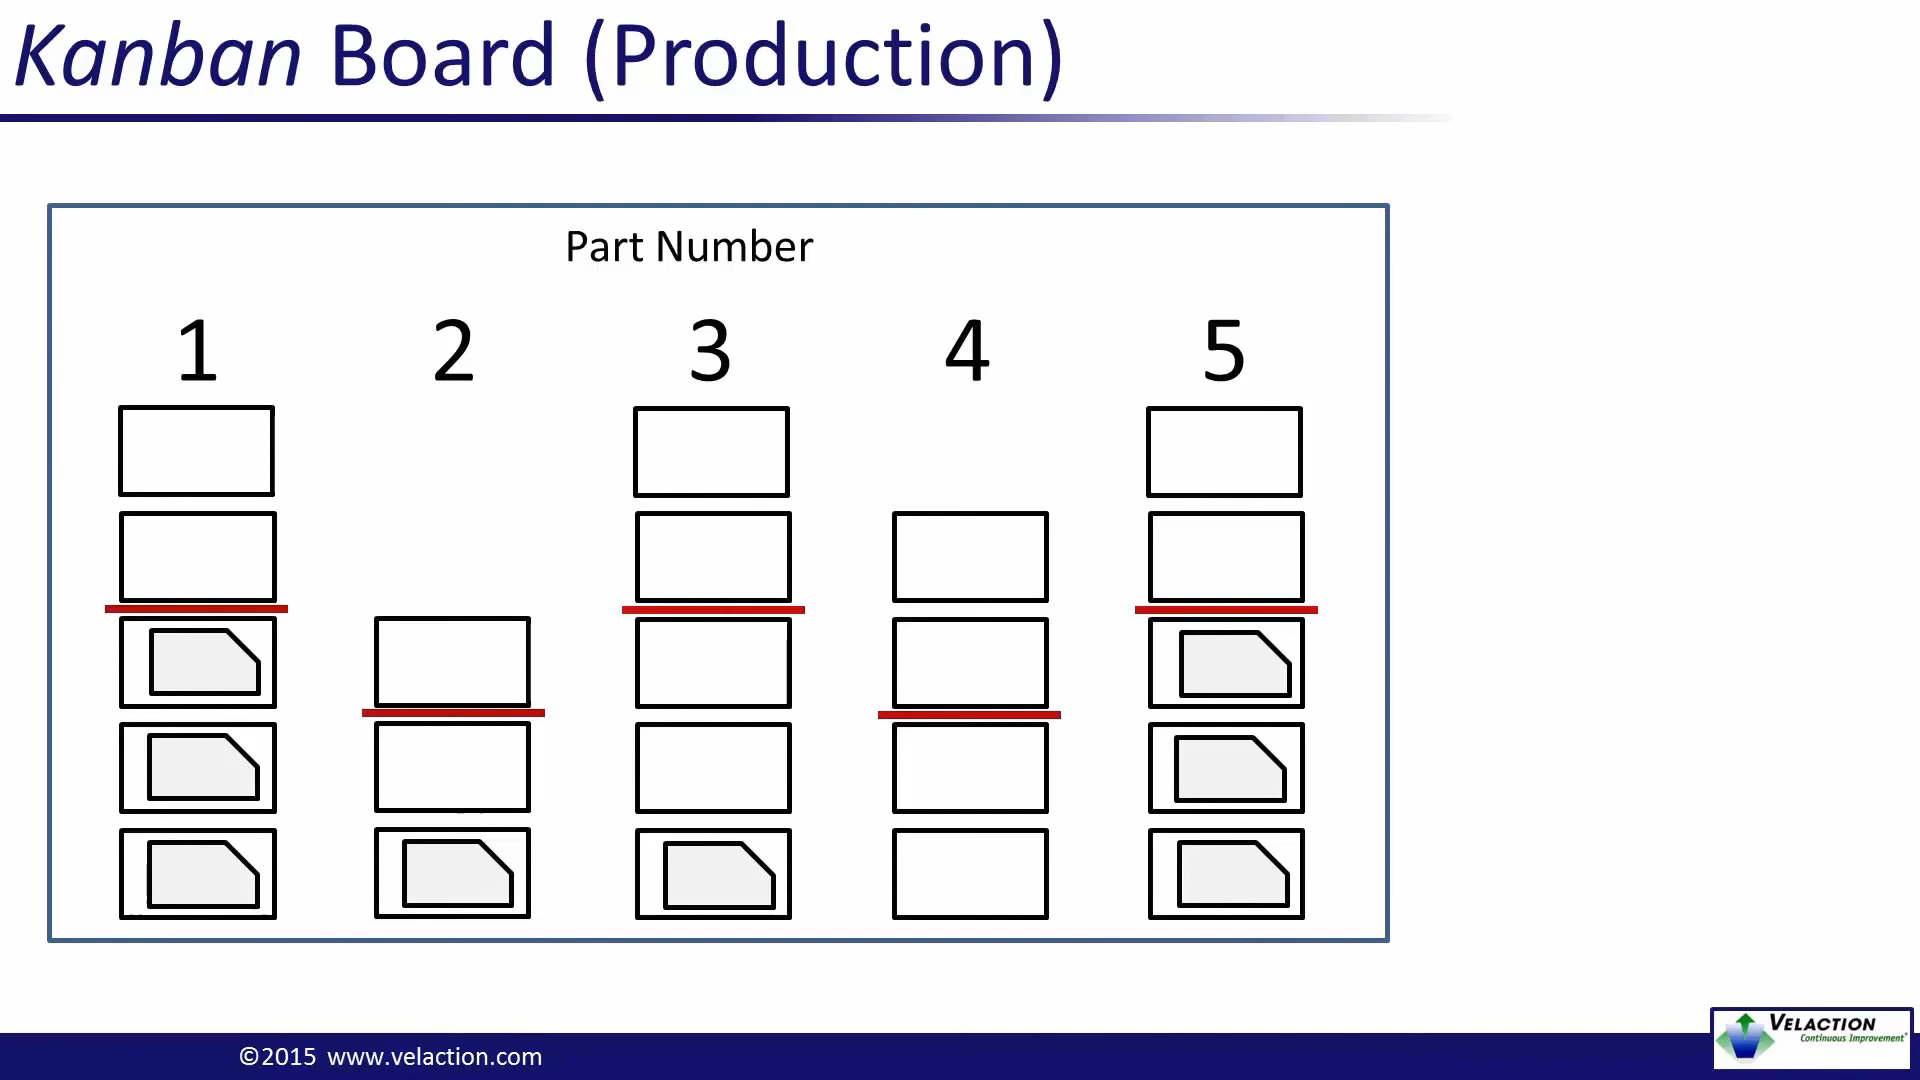 Kanban Board (Production)
Part Number
1 2 3 4 5
©2015 www.velaction.com
VELACTION
Continuous Improvement®